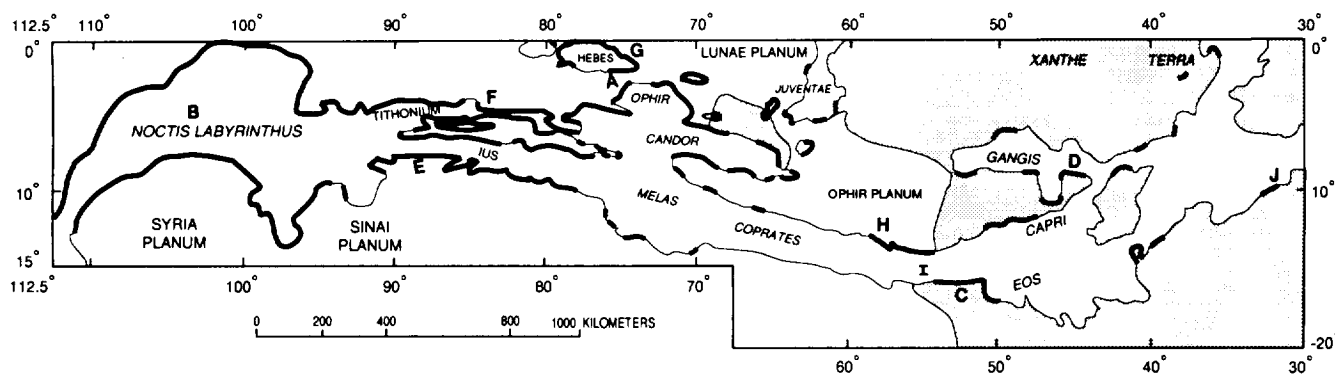 112.5° 110° 100° 90° 80° 70° 60° 50° 40° 30°
0° G LUNAE PLANUM XANTHE TERRA 0°
HEBES
A
OPHIR JUVENTAE
B F
TITHONIUM
NOCTIS LABYRINTHUS CANDOR
IUS GANGIS D
E
10° MELAS OPHIR PLANUM J 10°
SYRIA PLANUM
SINAI PLANUM
H CAPRI
COPRATES
15° I 15°
C EOS
112.5° 110° 100° 90° 80° 70°
0 200 400 800 1000 KILOMETERS
-20
60° 50° 40° 30°